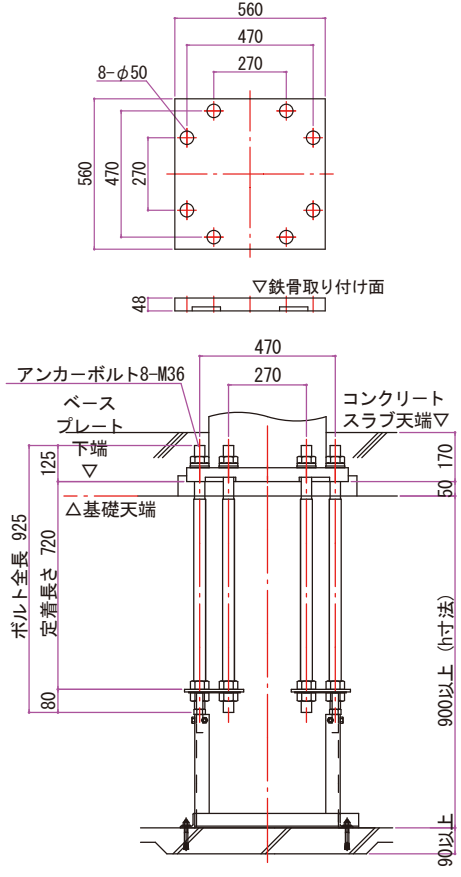 560
470
270
8-φ50
560
470
270
48
▽鉄骨取り付け面
470
アンカーボルト8-M36
270
ベース
プレート
下端
▽
コンクリート
スラブ天端▽
125
170
50
△基礎天端
ボルト全長 925
定着長さ 720
900以上 (h寸法)
80
90以上